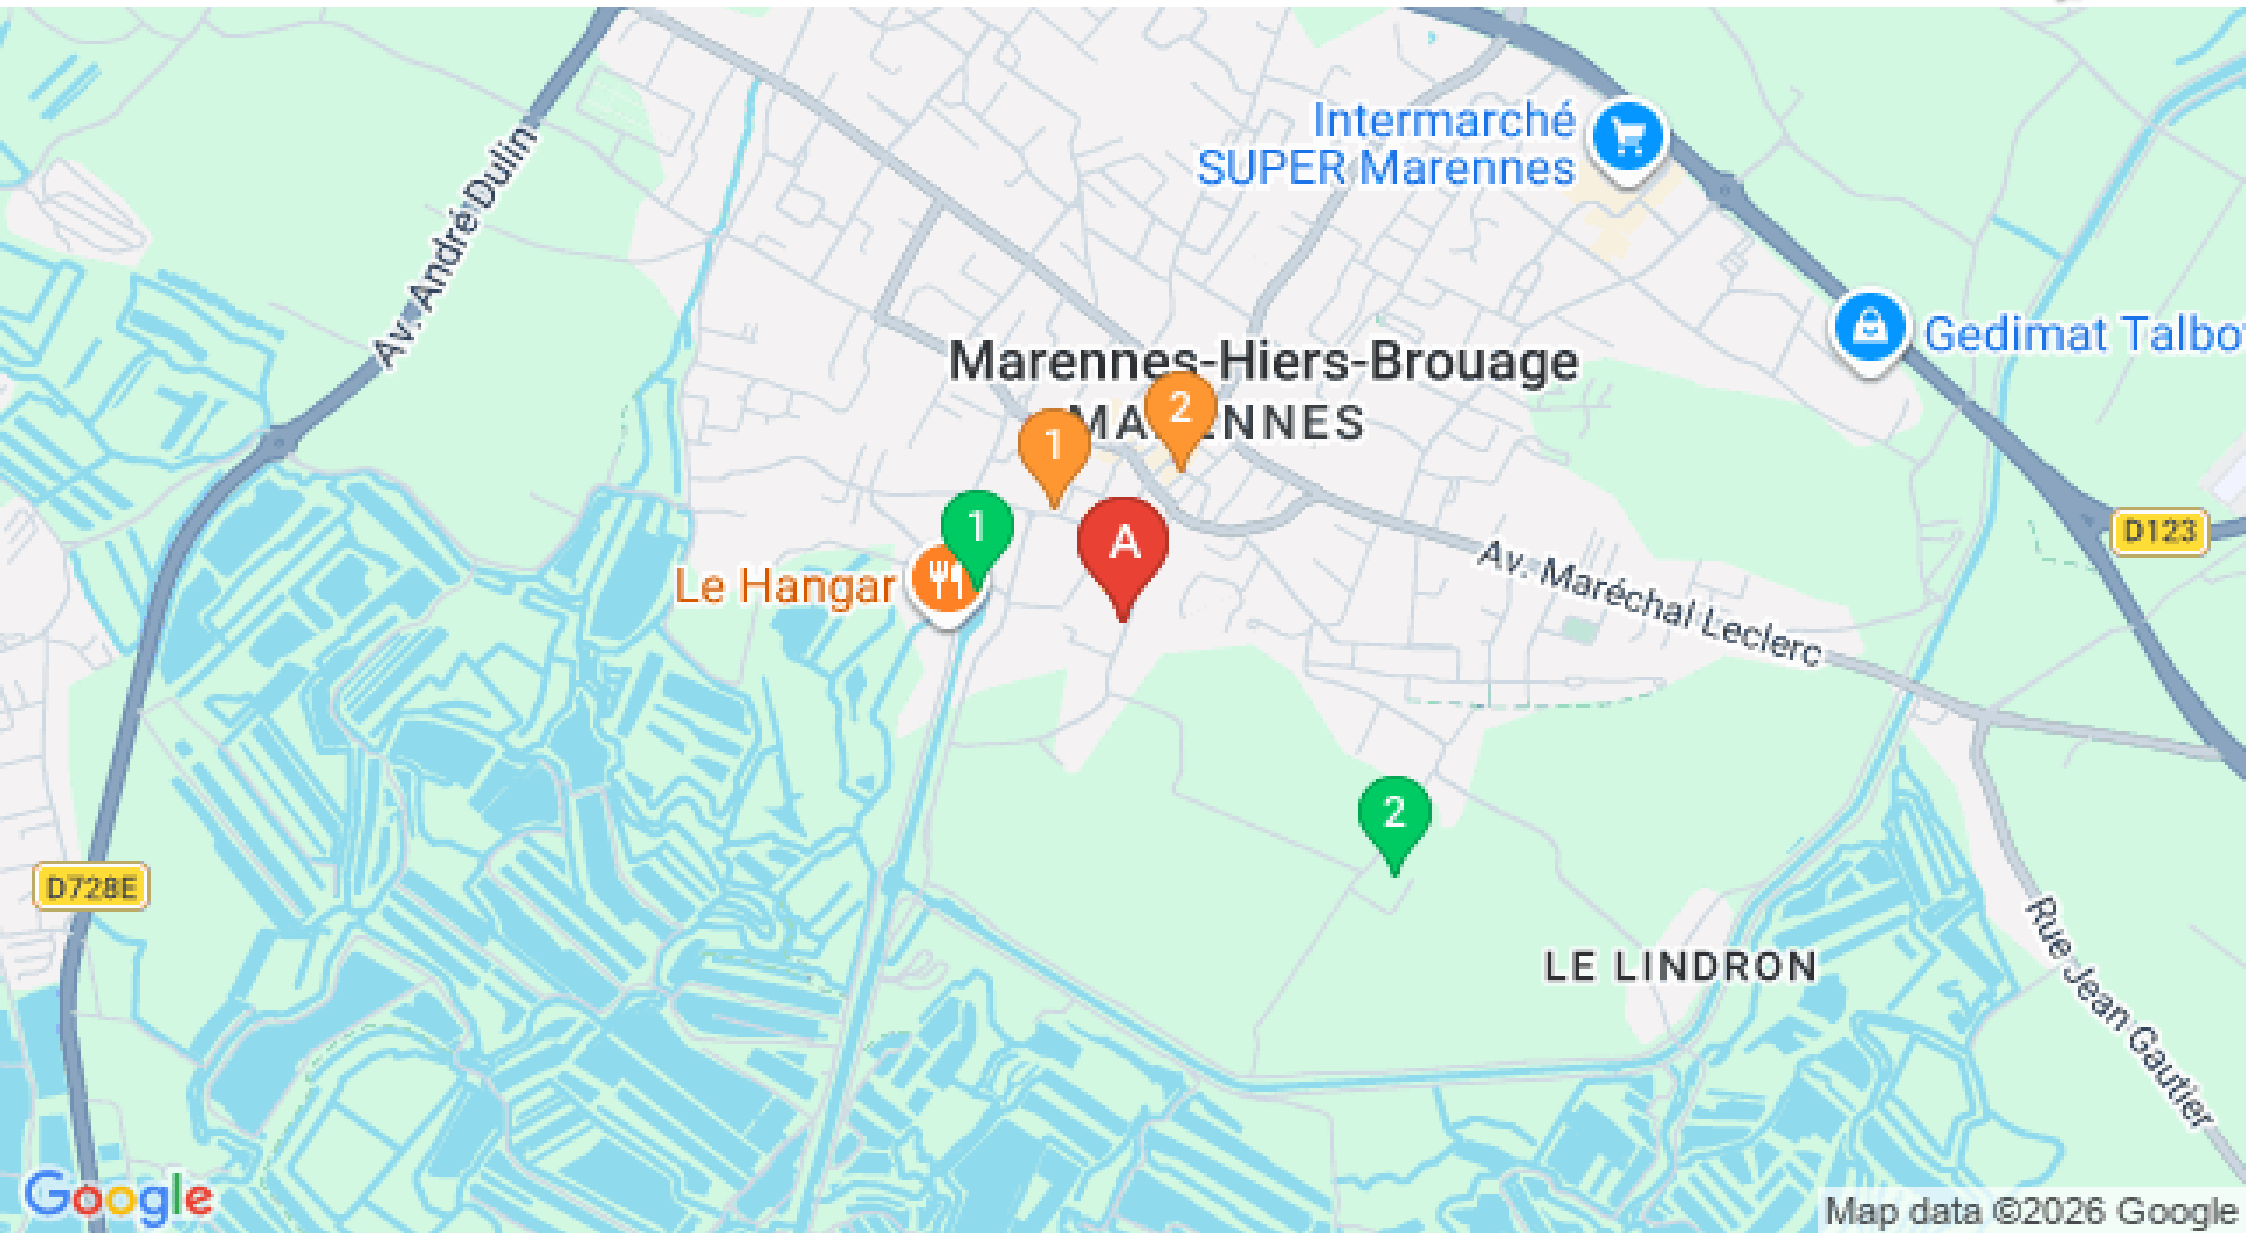 Av. André Dulin
Intermarché
SUPER Marennes
Gedimat Talbo
Marennes-Hiers-Brouage
MARENNES
2
1
1
A
Le Hangar
D123
Av. Maréchal Leclerc
2
D728E
LE LINDRON
Rue Jean Gautier
Google
Map data ©2026 Google